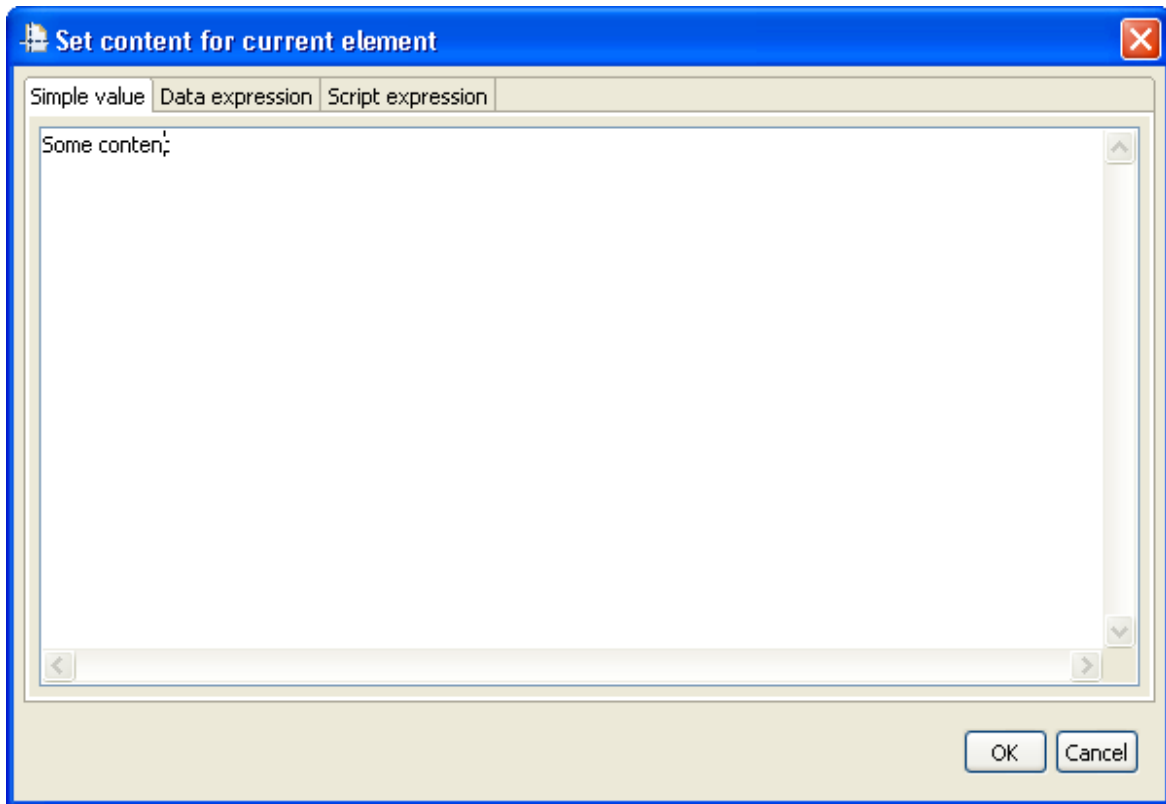 Set content for current element
Simple value Data expression Script expression
Some conten
OK Cancel